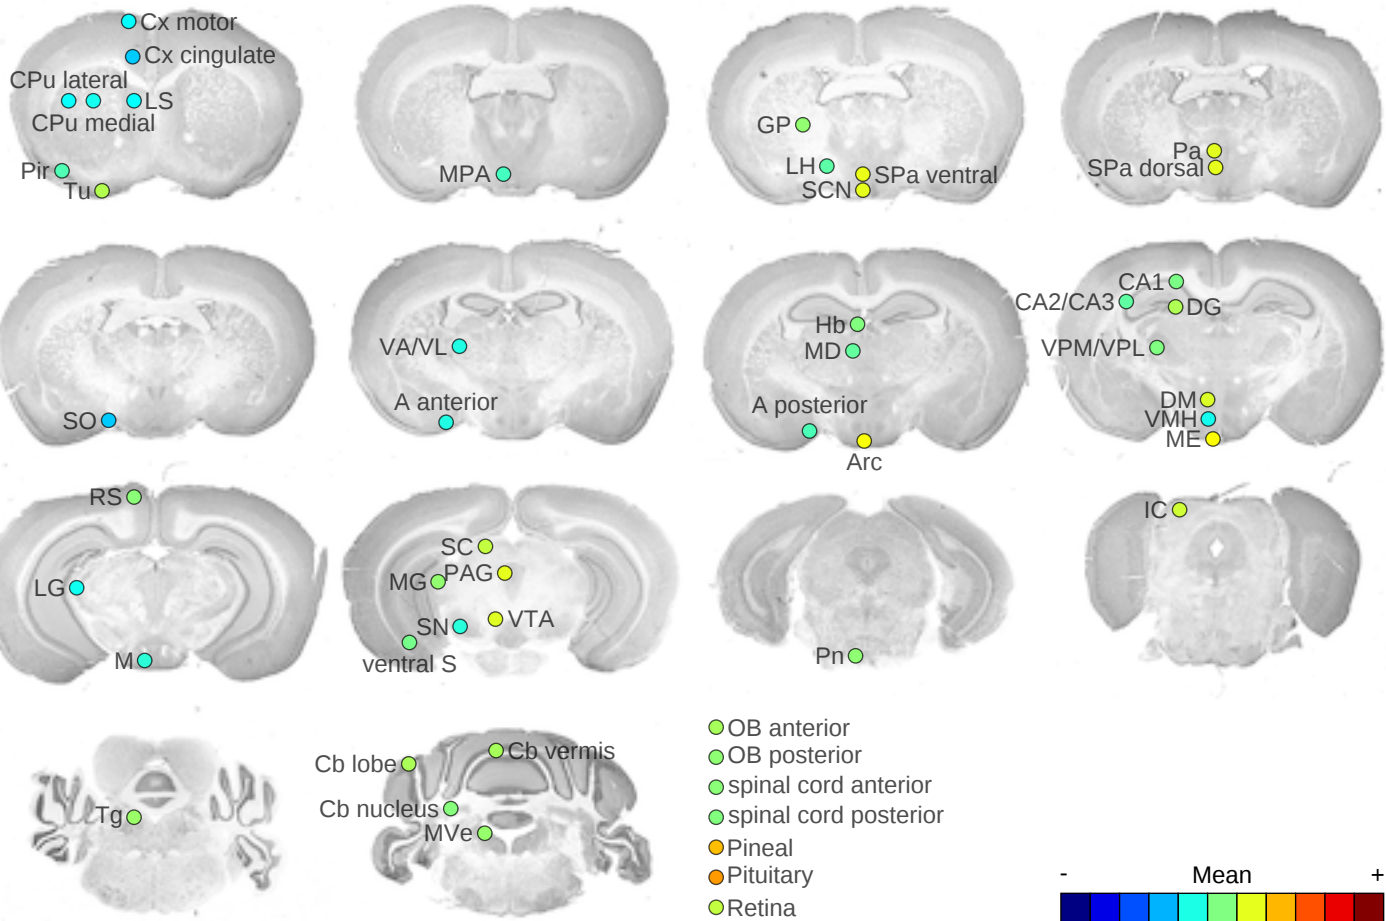 Cx motor
Cx cingulate
CPu lateral
LS
CPu medial
Pir
Tu
MPA
GP
LH
SPa ventral
SCN
Pa
SPa dorsal
SO
VA/VL
A anterior
Hb
MD
A posterior
Arc
CA1
CA2/CA3
DG
VPM/VPL
DM
VMH
ME
RS
LG
M
SC
MG
PAG
SN
VTA
ventral S
Pn
IC
Tg
Cb lobe
Cb vermis
Cb nucleus
MVe
OB anterior
OB posterior
spinal cord anterior
spinal cord posterior
Pineal
Pituitary
Retina
- Mean +